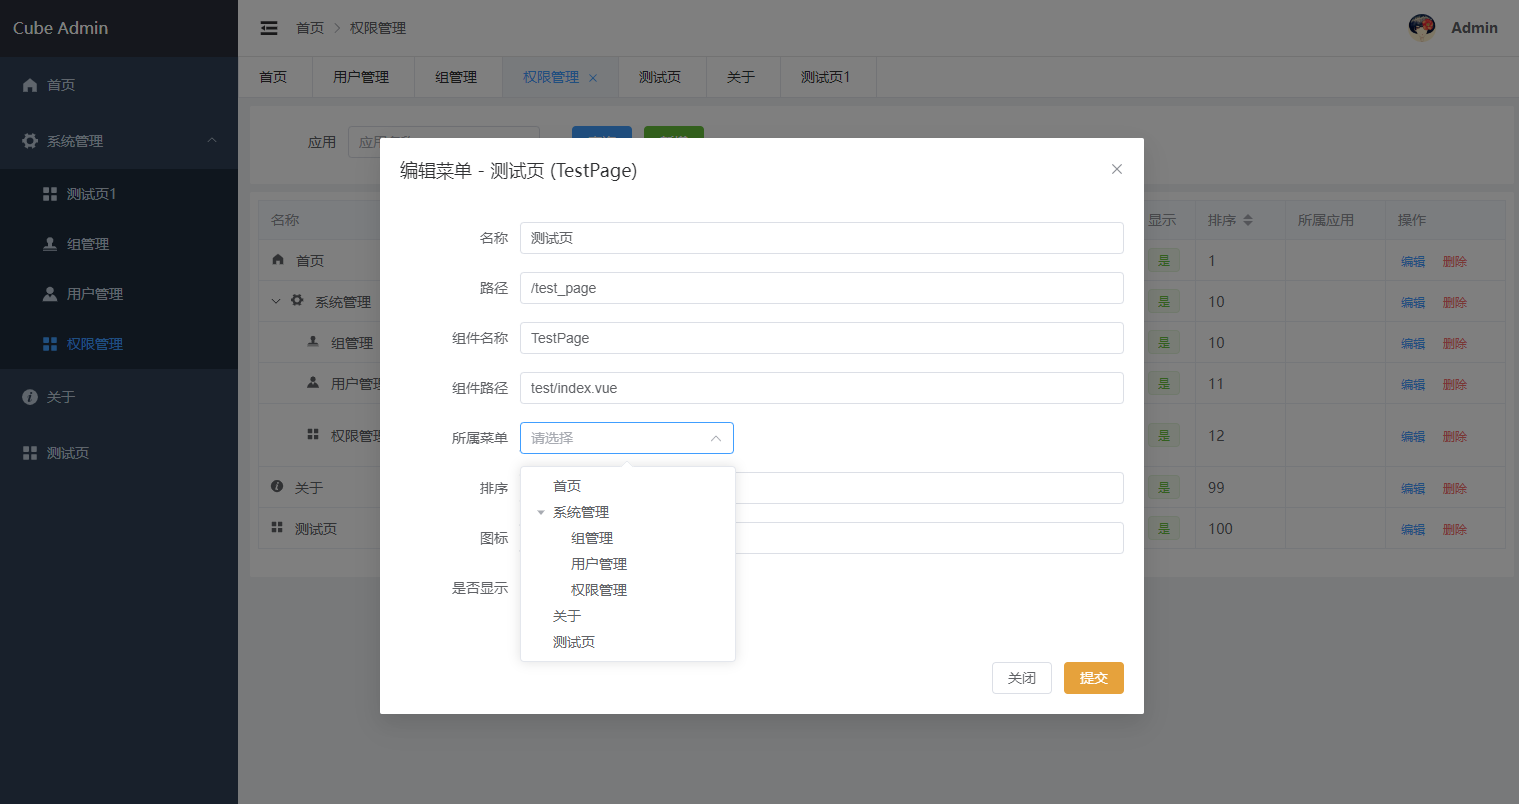 Cube Admin
首页
系统管理
测试页1
组管理
用户管理
权限管理
关于
测试页
首页 > 权限管理
Admin
首页 用户管理 组管理 权限管理 × 测试页 关于 测试页1
应用
名称 显示 排序 所属应用 操作
首页 是 1 编辑 删除
系统管理 是 10 编辑 删除
组管理 是 10 编辑 删除
用户管理 是 11 编辑 删除
权限管理 是 12 编辑 删除
关于 是 99 编辑 删除
测试页 是 100 编辑 删除
编辑菜单 - 测试页 (TestPage)
名称 测试页
路径 /test_page
组件名称 TestPage
组件路径 test/index.vue
所属菜单 请选择
排序
图标
是否显示
首页
系统管理
组管理
用户管理
权限管理
关于
测试页
关闭 提交